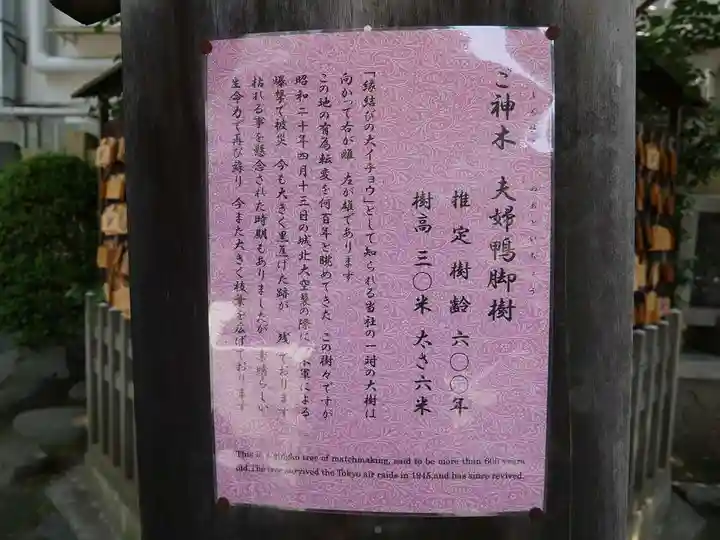 ご神木 夫婦鴨脚樹
めおといちょう
推定樹齢 六〇〇年
樹高 三〇米 太さ六米
「縁結びの大イチョウ」として知られる当社の一対の大樹は
向かって右が雌 左が雄であります
この地の有為転変を何百年と眺めてきた この樹々ですが
昭和二十年四月十三日の城北大空襲の際に 米軍による
爆撃で被災 今も大きく黒焦げた跡が 残っております
枯れる事を懸念された時期もありましたが 素晴らしい
生命力で再び蘇り 今また大きく枝葉を広げております
This is a ginkgo tree of matchmaking, said to be more than 600 years
old.The tree survived the Tokyo air raids in 1945,and has since revived.